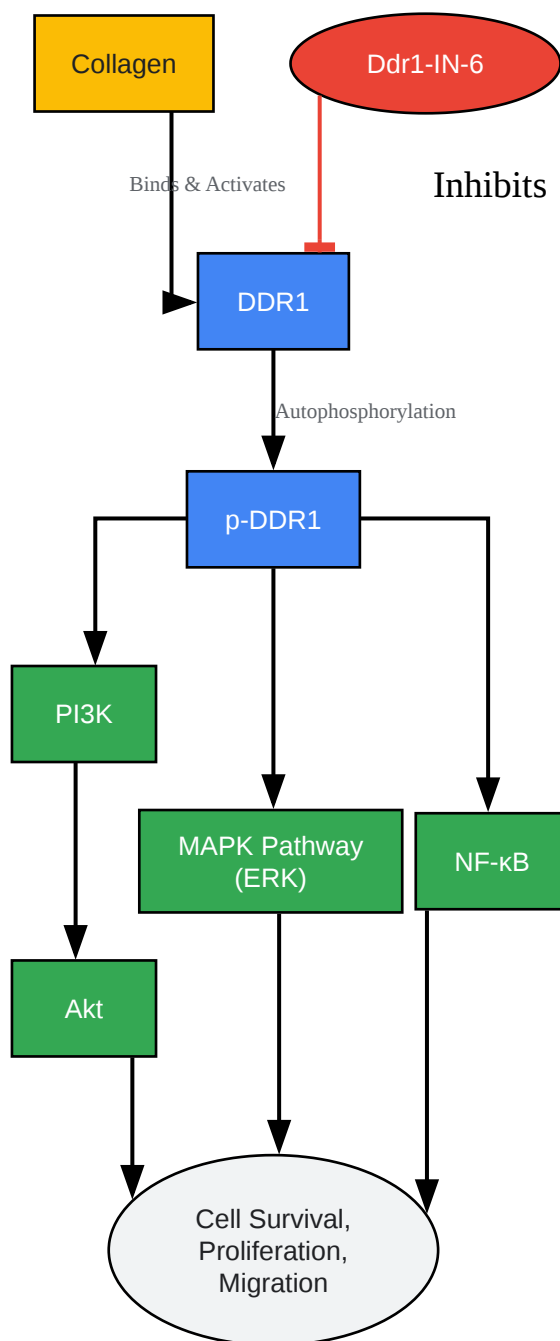 Collagen
Ddr1-IN-6
Binds & Activates
Inhibits
DDR1
Autophosphorylation
p-DDR1
PI3K
MAPK Pathway
(ERK)
NF-κB
Akt
Cell Survival,
Proliferation,
Migration